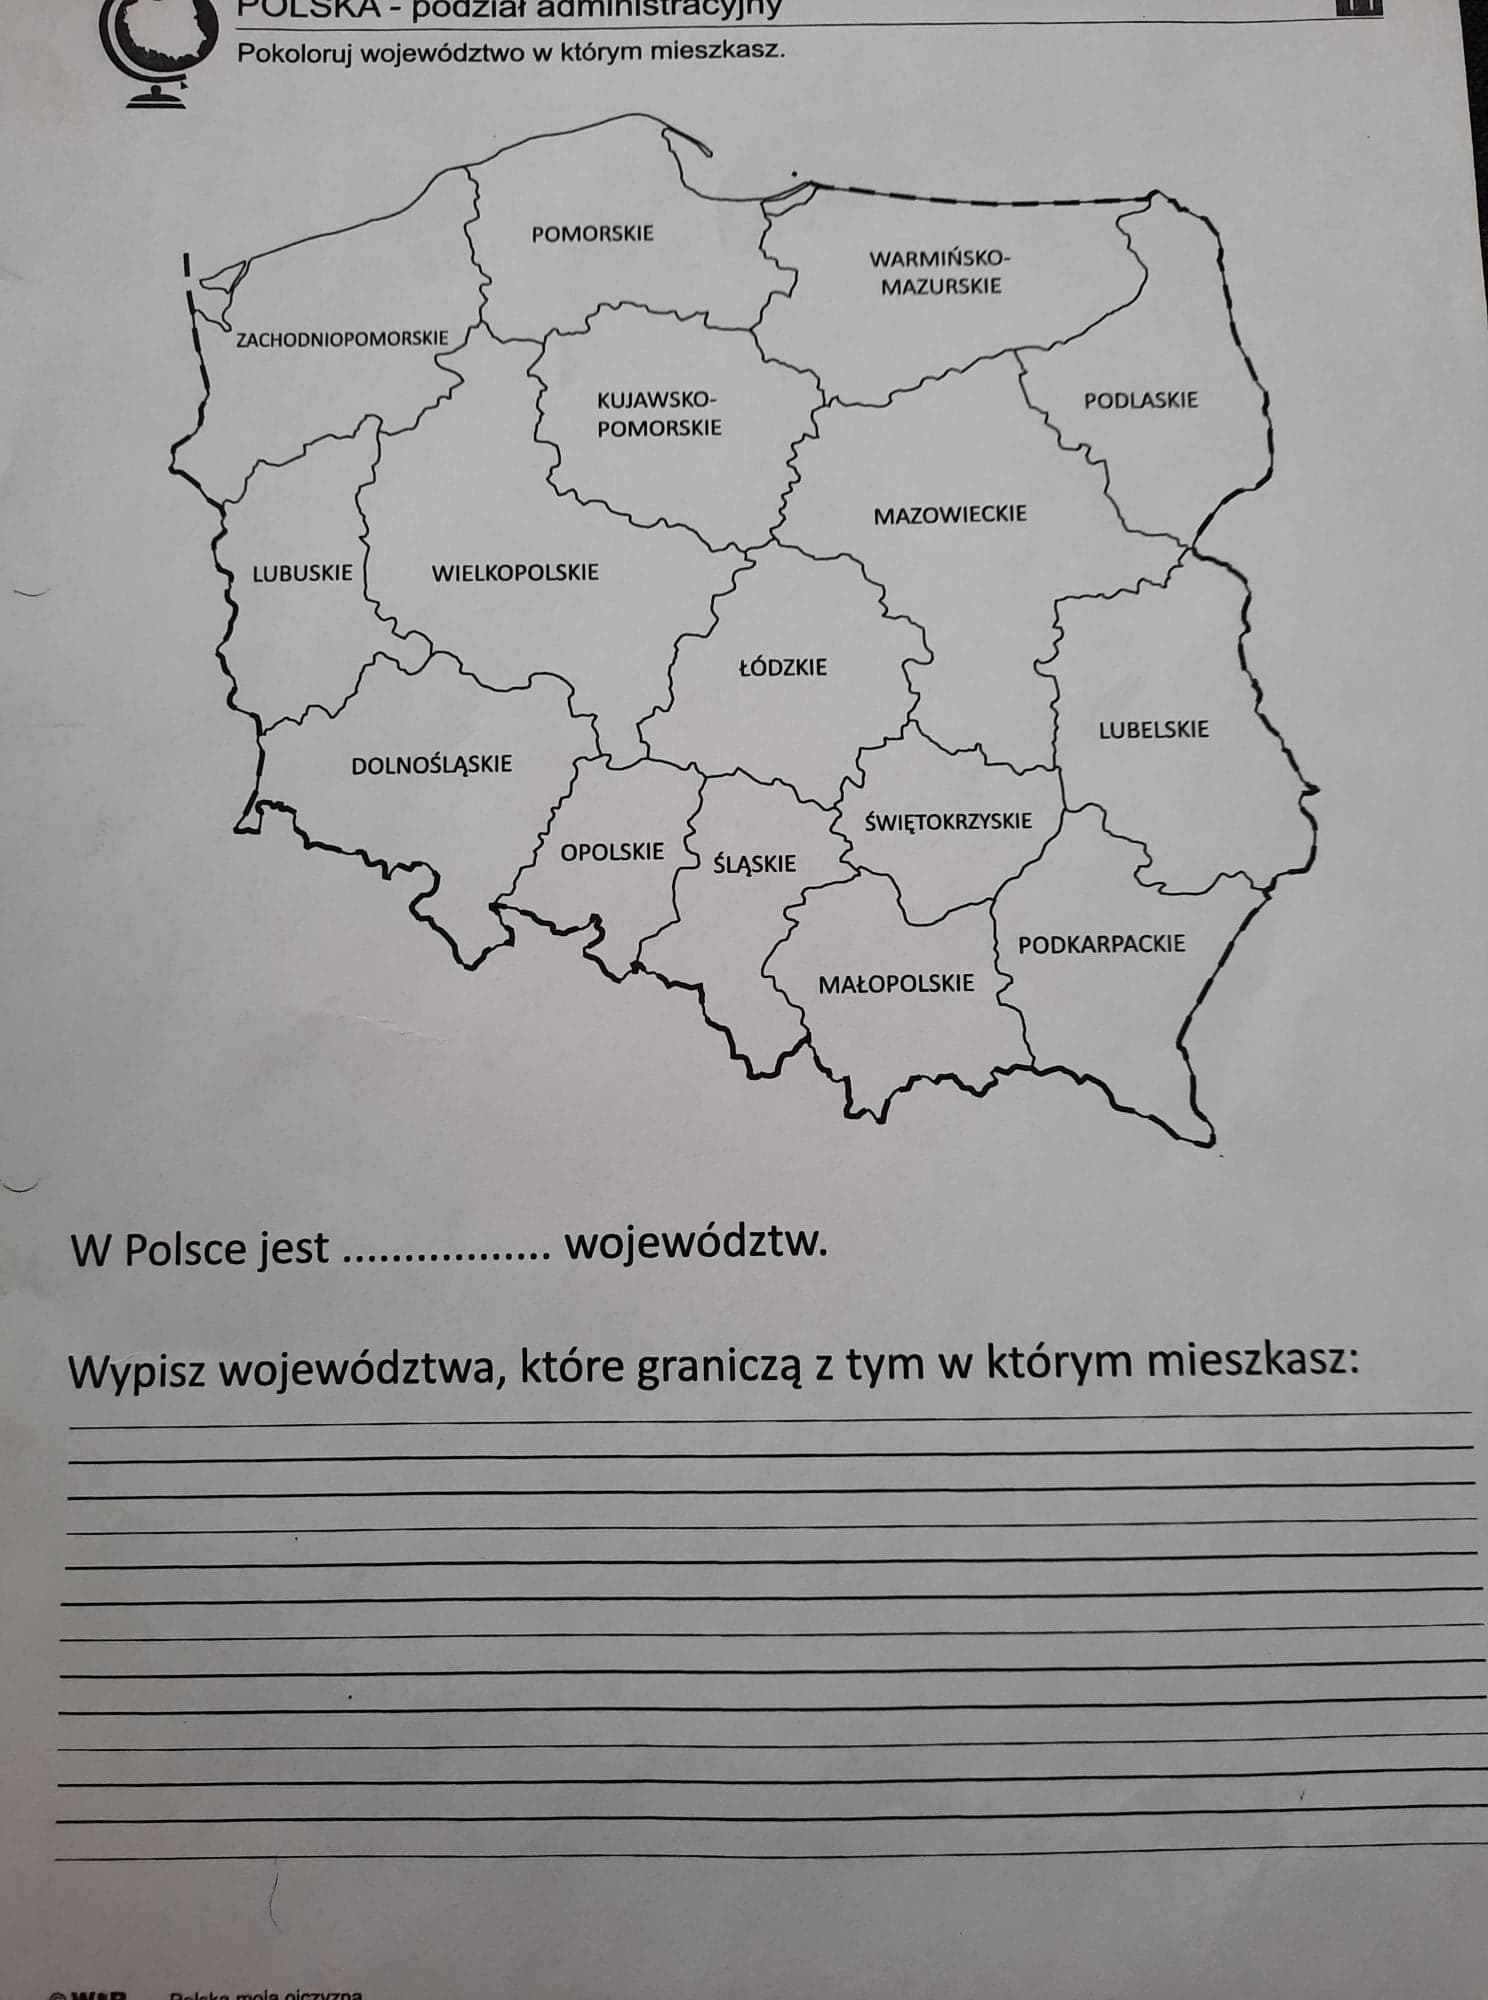 POLSKA - podział administracyjny
Pokoloruj województwo w którym mieszkasz.
POMORSKIE
WARMIŃSKO-
MAZURSKIE
ZACHODNIOPOMORSKIE
KUJAWSKO-
POMORSKIE
PODLASKIE
MAZOWIECKIE
LUBUSKIE
WIELKOPOLSKIE
ŁÓDZKIE
LUBELSKIE
DOLNOŚLĄSKIE
ŚWIĘTOKRZYSKIE
OPOLSKIE
ŚLĄSKIE
PODKARPACKIE
MAŁOPOLSKIE
W Polsce jest ................. województw.
Wypisz województwa, które graniczą z tym w którym mieszkasz:
Polska moja ojczyzna